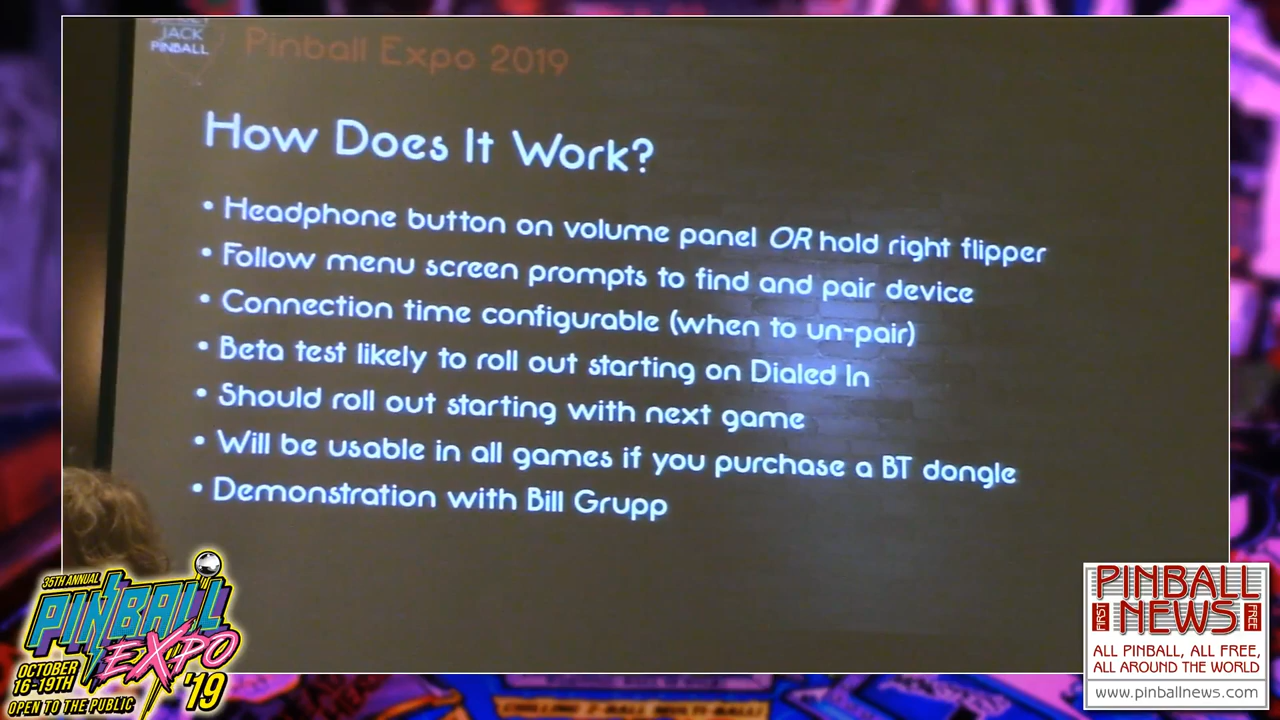 JACK
PINBALL
Pinball Expo 2019
How Does It Work?
• Headphone button on volume panel OR hold right flipper
• Follow menu screen prompts to find and pair device
• Connection time configurable (when to un-pair)
• Beta test likely to roll out starting on Dialed In
• Should roll out starting with next game
• Will be usable in all games if you purchase a BT dongle
• Demonstration with Bill Grupp
35TH ANNUAL
PINBALL
EXPO
OCTOBER
16-19TH
'19
OPEN TO THE PUBLIC
PINBALL
FIRST NEWS FREE
ALL PINBALL, ALL FREE,
ALL AROUND THE WORLD
www.pinballnews.com